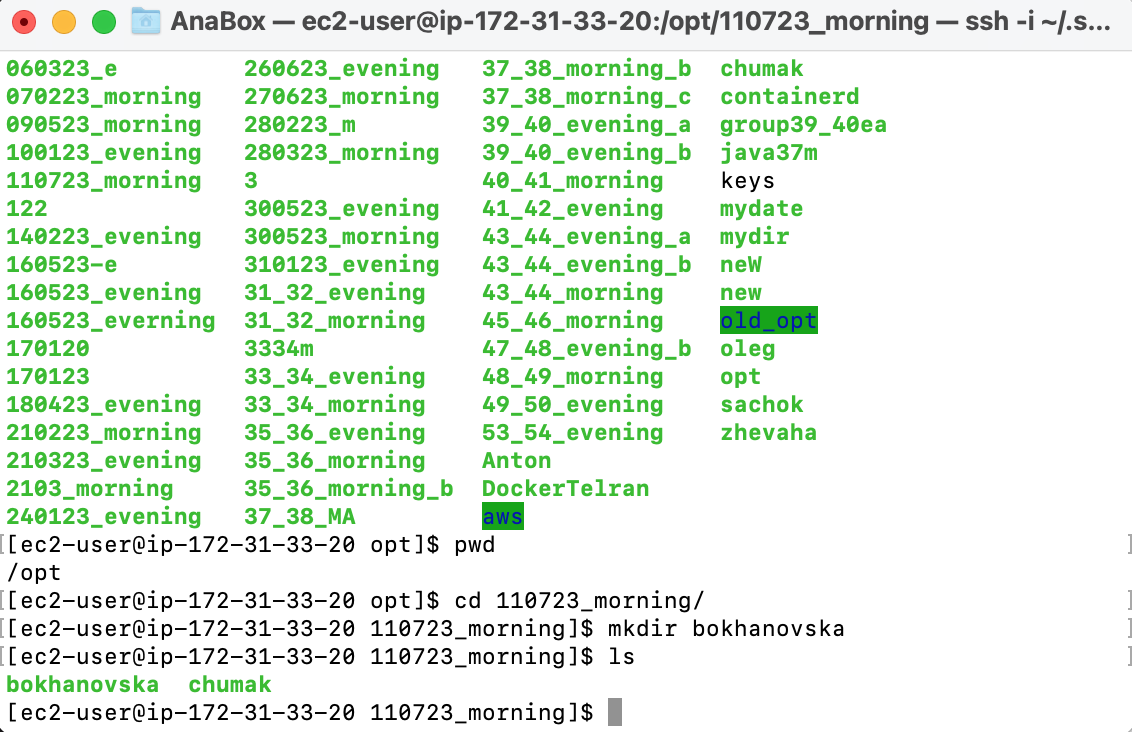 AnaBox — ec2-user@ip-172-31-33-20:/opt/110723_morning — ssh -i ~/.s...
060323_e 260623_evening 37_38_morning_b chumak
070223_morning 270623_morning 37_38_morning_c containerd
090523_morning 280223_m 39_40_evening_a group39_40ea
100123_evening 280323_morning 39_40_evening_b java37m
110723_morning 3 40_41_morning keys
122 300523_evening 41_42_evening mydate
140223_evening 300523_morning 43_44_evening_a mydir
160523-e 310123_evening 43_44_evening_b neW
160523_evening 31_32_evening 43_44_morning new
160523_everning 31_32_morning 45_46_morning old_opt
170120 3334m 47_48_evening_b oleg
170123 33_34_evening 48_49_morning opt
180423_evening 33_34_morning 49_50_evening sachok
210223_morning 35_36_evening 53_54_evening zhevaha
210323_evening 35_36_morning Anton
2103_morning 35_36_morning_b DockerTelran
240123_evening 37_38_MA aws
[[ec2-user@ip-172-31-33-20 opt]$ pwd ]
/opt
[[ec2-user@ip-172-31-33-20 opt]$ cd 110723_morning/ ]
[[ec2-user@ip-172-31-33-20 110723_morning]$ mkdir bokhanovska ]
[[ec2-user@ip-172-31-33-20 110723_morning]$ ls ]
bokhanovska chumak
[ec2-user@ip-172-31-33-20 110723_morning]$